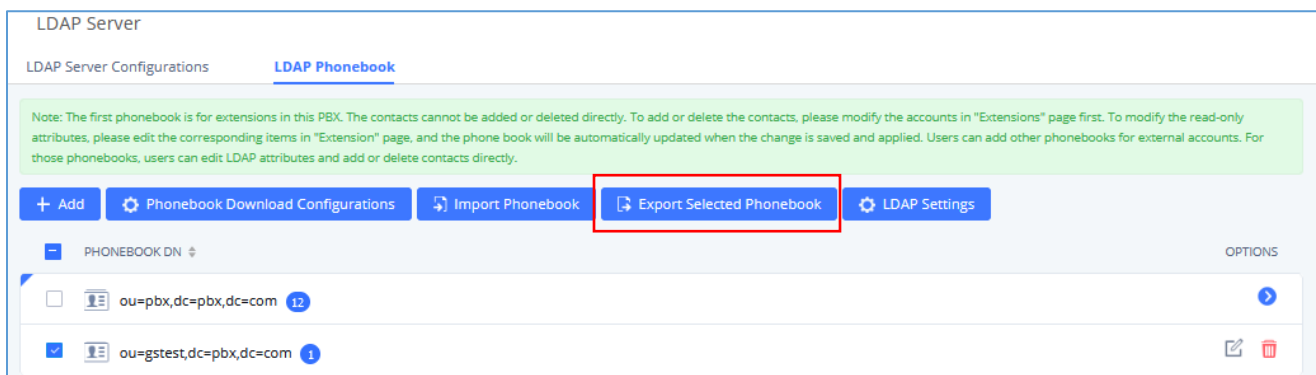 LDAP Server
LDAP Server Configurations LDAP Phonebook
Note: The first phonebook is for extensions in this PBX. The contacts cannot be added or deleted directly. To add or delete the contacts, please modify the accounts in "Extensions" page first. To modify the read-only
attributes, please edit the corresponding items in "Extension" page, and the phone book will be automatically updated when the change is saved and applied. Users can add other phonebooks for external accounts. For
those phonebooks, users can edit LDAP attributes and add or delete contacts directly.
+ Add Phonebook Download Configurations Import Phonebook Export Selected Phonebook LDAP Settings
PHONEBOOK DN OPTIONS
ou=pbx,dc=pbx,dc=com 12
ou=gstest,dc=pbx,dc=com 1